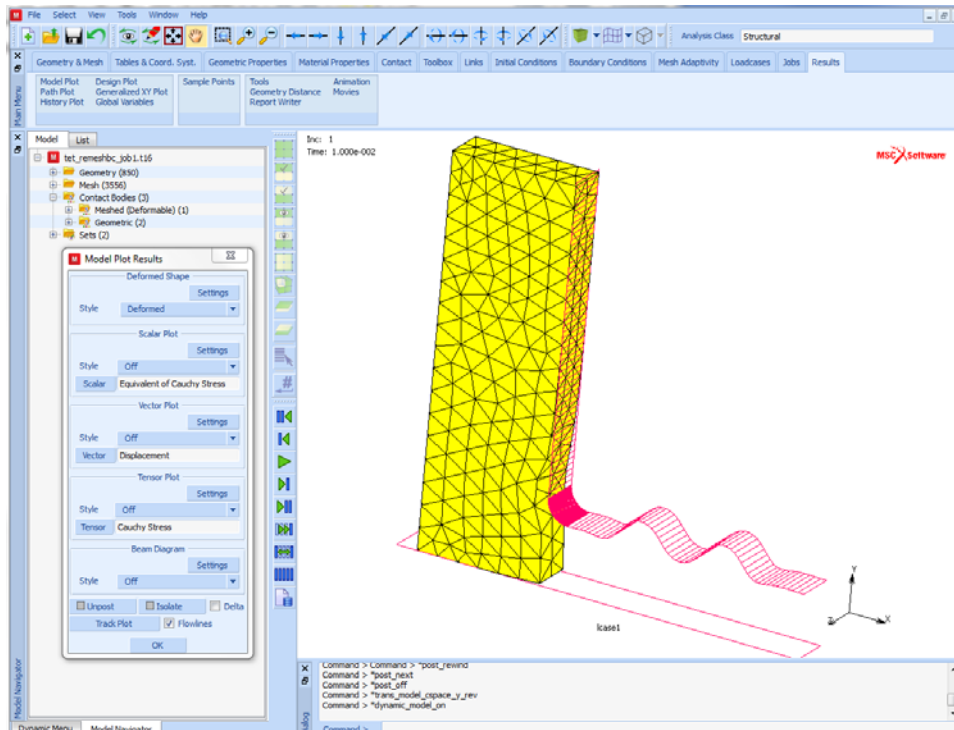 File Select View Tools Window Help
Analysis Class Structural
Geometry & Mesh Tables & Coord. Syst. Geometric Properties Material Properties Contact Toolbox Links Initial Conditions Boundary Conditions Mesh Adaptivity Loadcases Jobs Results
Model Plot Design Plot Sample Points Tools Animation
Path Plot Generalized XY Plot Geometry Distance Movies
History Plot Global Variables Report Writer
Main Menu
Model List
tet_remeshbc_job1.t16
Geometry (850)
Mesh (3556)
Contact Bodies (3)
Meshed (Deformable) (1)
Geometric (2)
Sets (2)
Model Plot Results
Deformed Shape
Settings
Style Deformed
Scalar Plot
Settings
Style Off
Scalar Equivalent of Cauchy Stress
Vector Plot
Settings
Style Off
Vector Displacement
Tensor Plot
Settings
Style Off
Tensor Cauchy Stress
Beam Diagram
Settings
Style Off
Unpost Isolate Delta
Track Plot Flowlines
OK
Model Navigator
Dynamic Menu Model Navigator
Inc: 1
Time: 1.000e-002
MSC Software
lcase1
Y
Z X
Command > Command > *post_rewind
Command > *post_next
Command > *post_off
Command > *trans_model_cspace_y_rev
Command > *dynamic_model_on
Command >